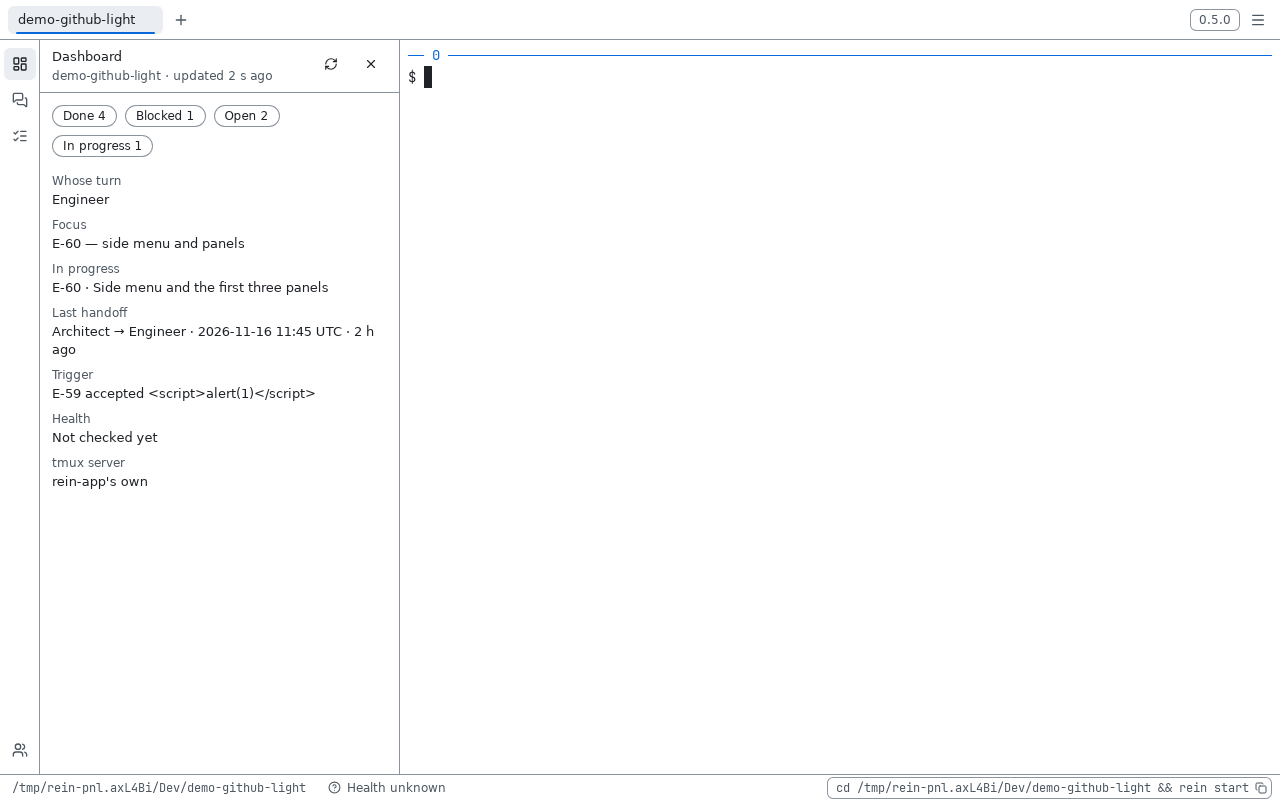 demo-github-light
0.5.0
Dashboard
demo-github-light · updated 2 s ago
Done 4
Blocked 1
Open 2
In progress 1
Whose turn
Engineer
Focus
E-60 — side menu and panels
In progress
E-60 · Side menu and the first three panels
Last handoff
Architect → Engineer · 2026-11-16 11:45 UTC · 2 h
ago
Trigger
E-59 accepted <script>alert(1)</script>
Health
Not checked yet
tmux server
rein-app's own
0
$
/tmp/rein-pnl.axL4Bi/Dev/demo-github-light
Health unknown
cd /tmp/rein-pnl.axL4Bi/Dev/demo-github-light && rein start